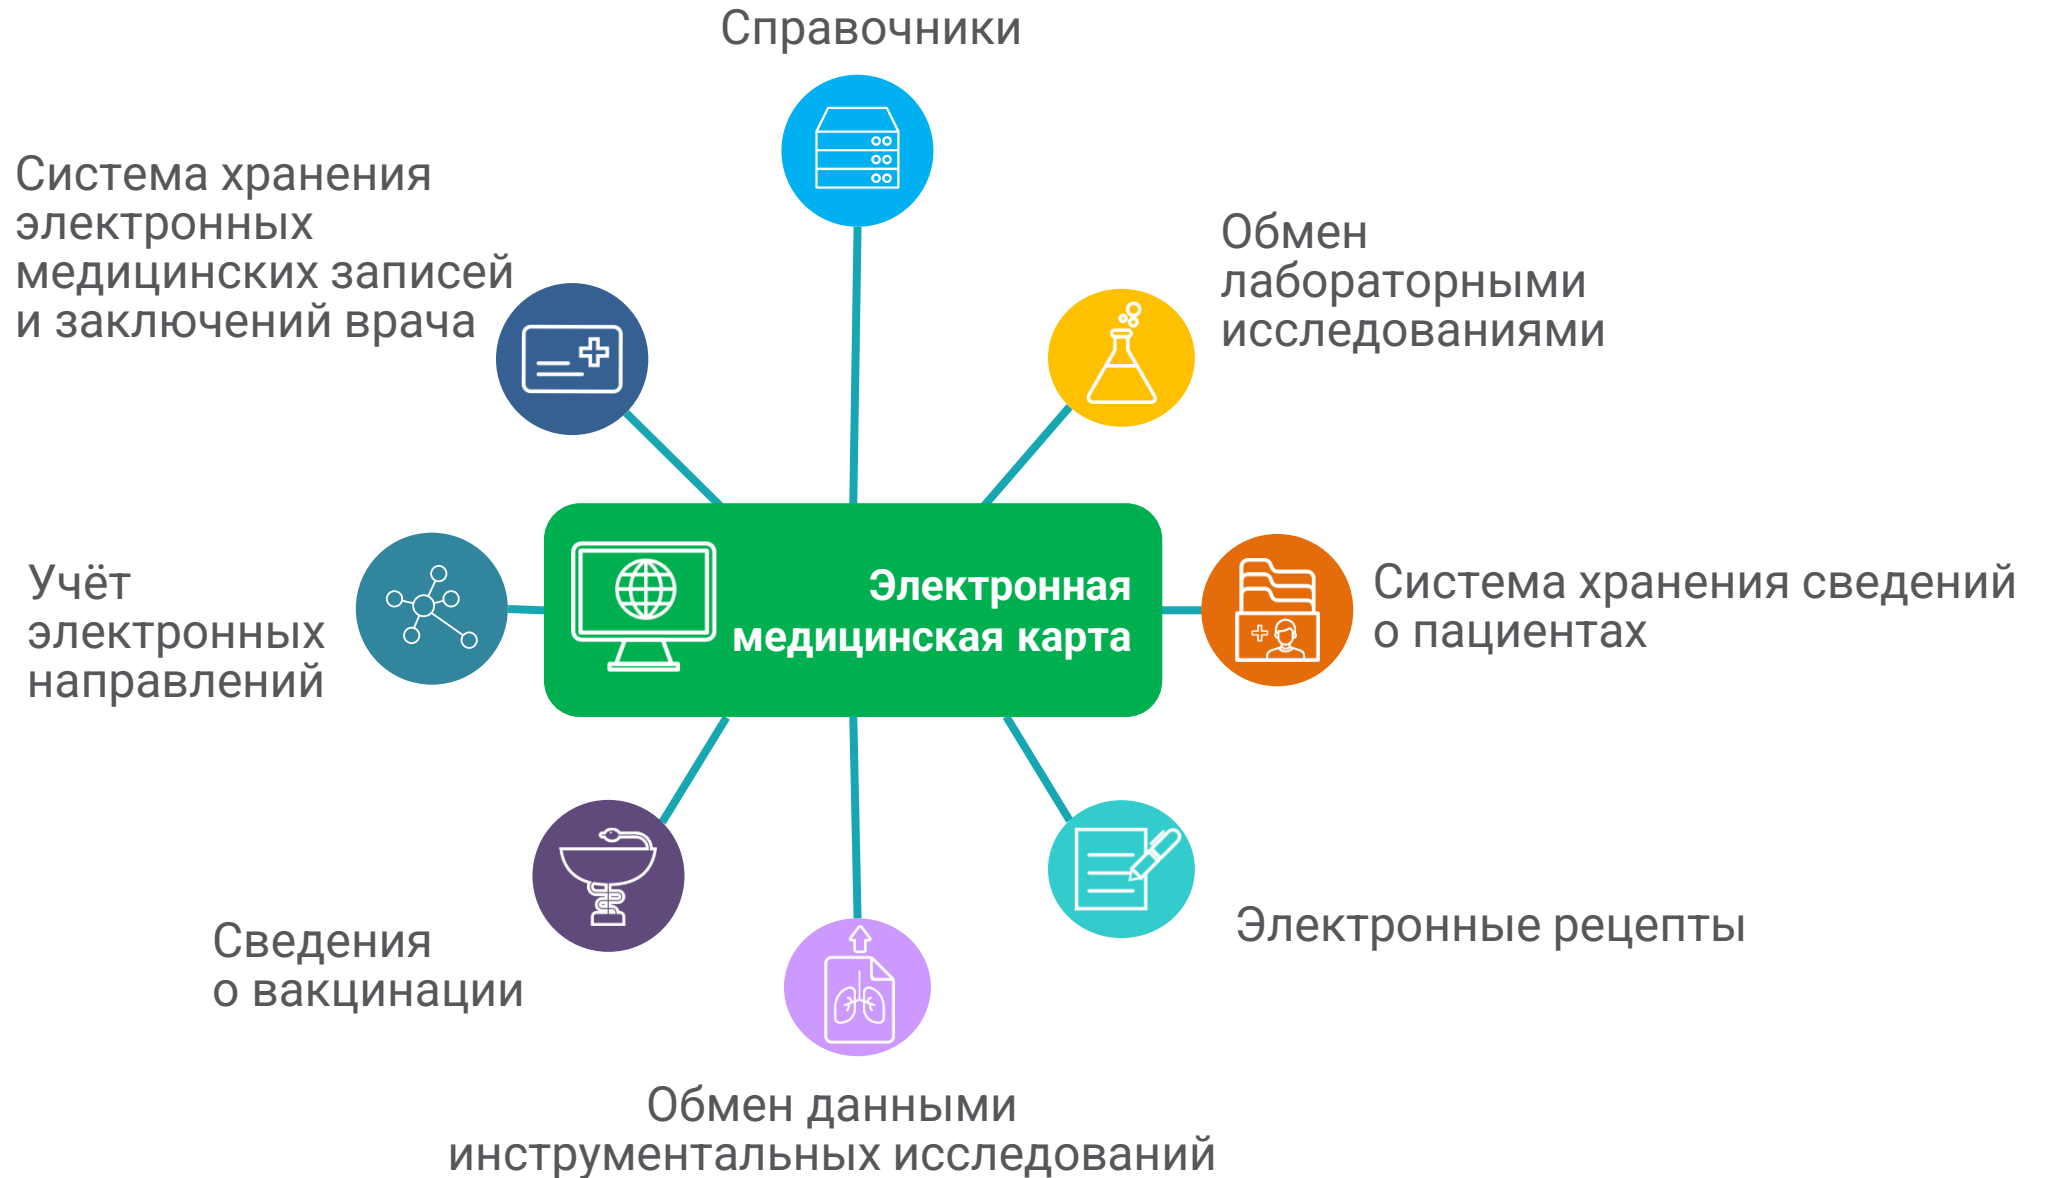 Справочники
Система хранения
электронных
медицинских записей
и заключений врача
Обмен
лабораторными
исследованиями
Учёт
электронных
направлений
Электронная
медицинская карта
Система хранения сведений
о пациентах
Сведения
о вакцинации
Электронные рецепты
Обмен данными
инструментальных исследований